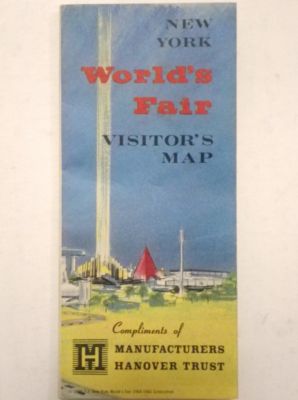 NEW
YORK
World's
Fair
VISITOR'S
MAP
Compliments of
MANUFACTURERS
HANOVER TRUST